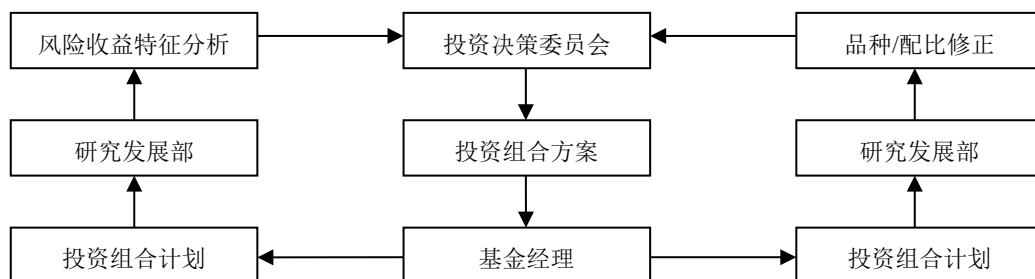 风险收益特征分析
投资决策委员会
品种/配比修正
研究发展部
投资组合方案
研究发展部
投资组合计划
基金经理
投资组合计划